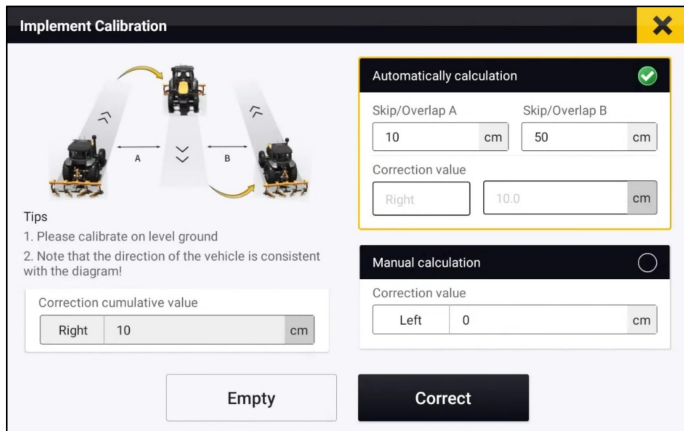 Implement Calibration
A
B
Tips
1. Please calibrate on level ground
2. Note that the direction of the vehicle is consistent
with the diagram!
Correction cumulative value
Right 10 cm
Automatically calculation
Skip/Overlap A Skip/Overlap B
10 cm 50 cm
Correction value
Right 10.0 cm
Manual calculation
Correction value
Left 0 cm
Empty Correct